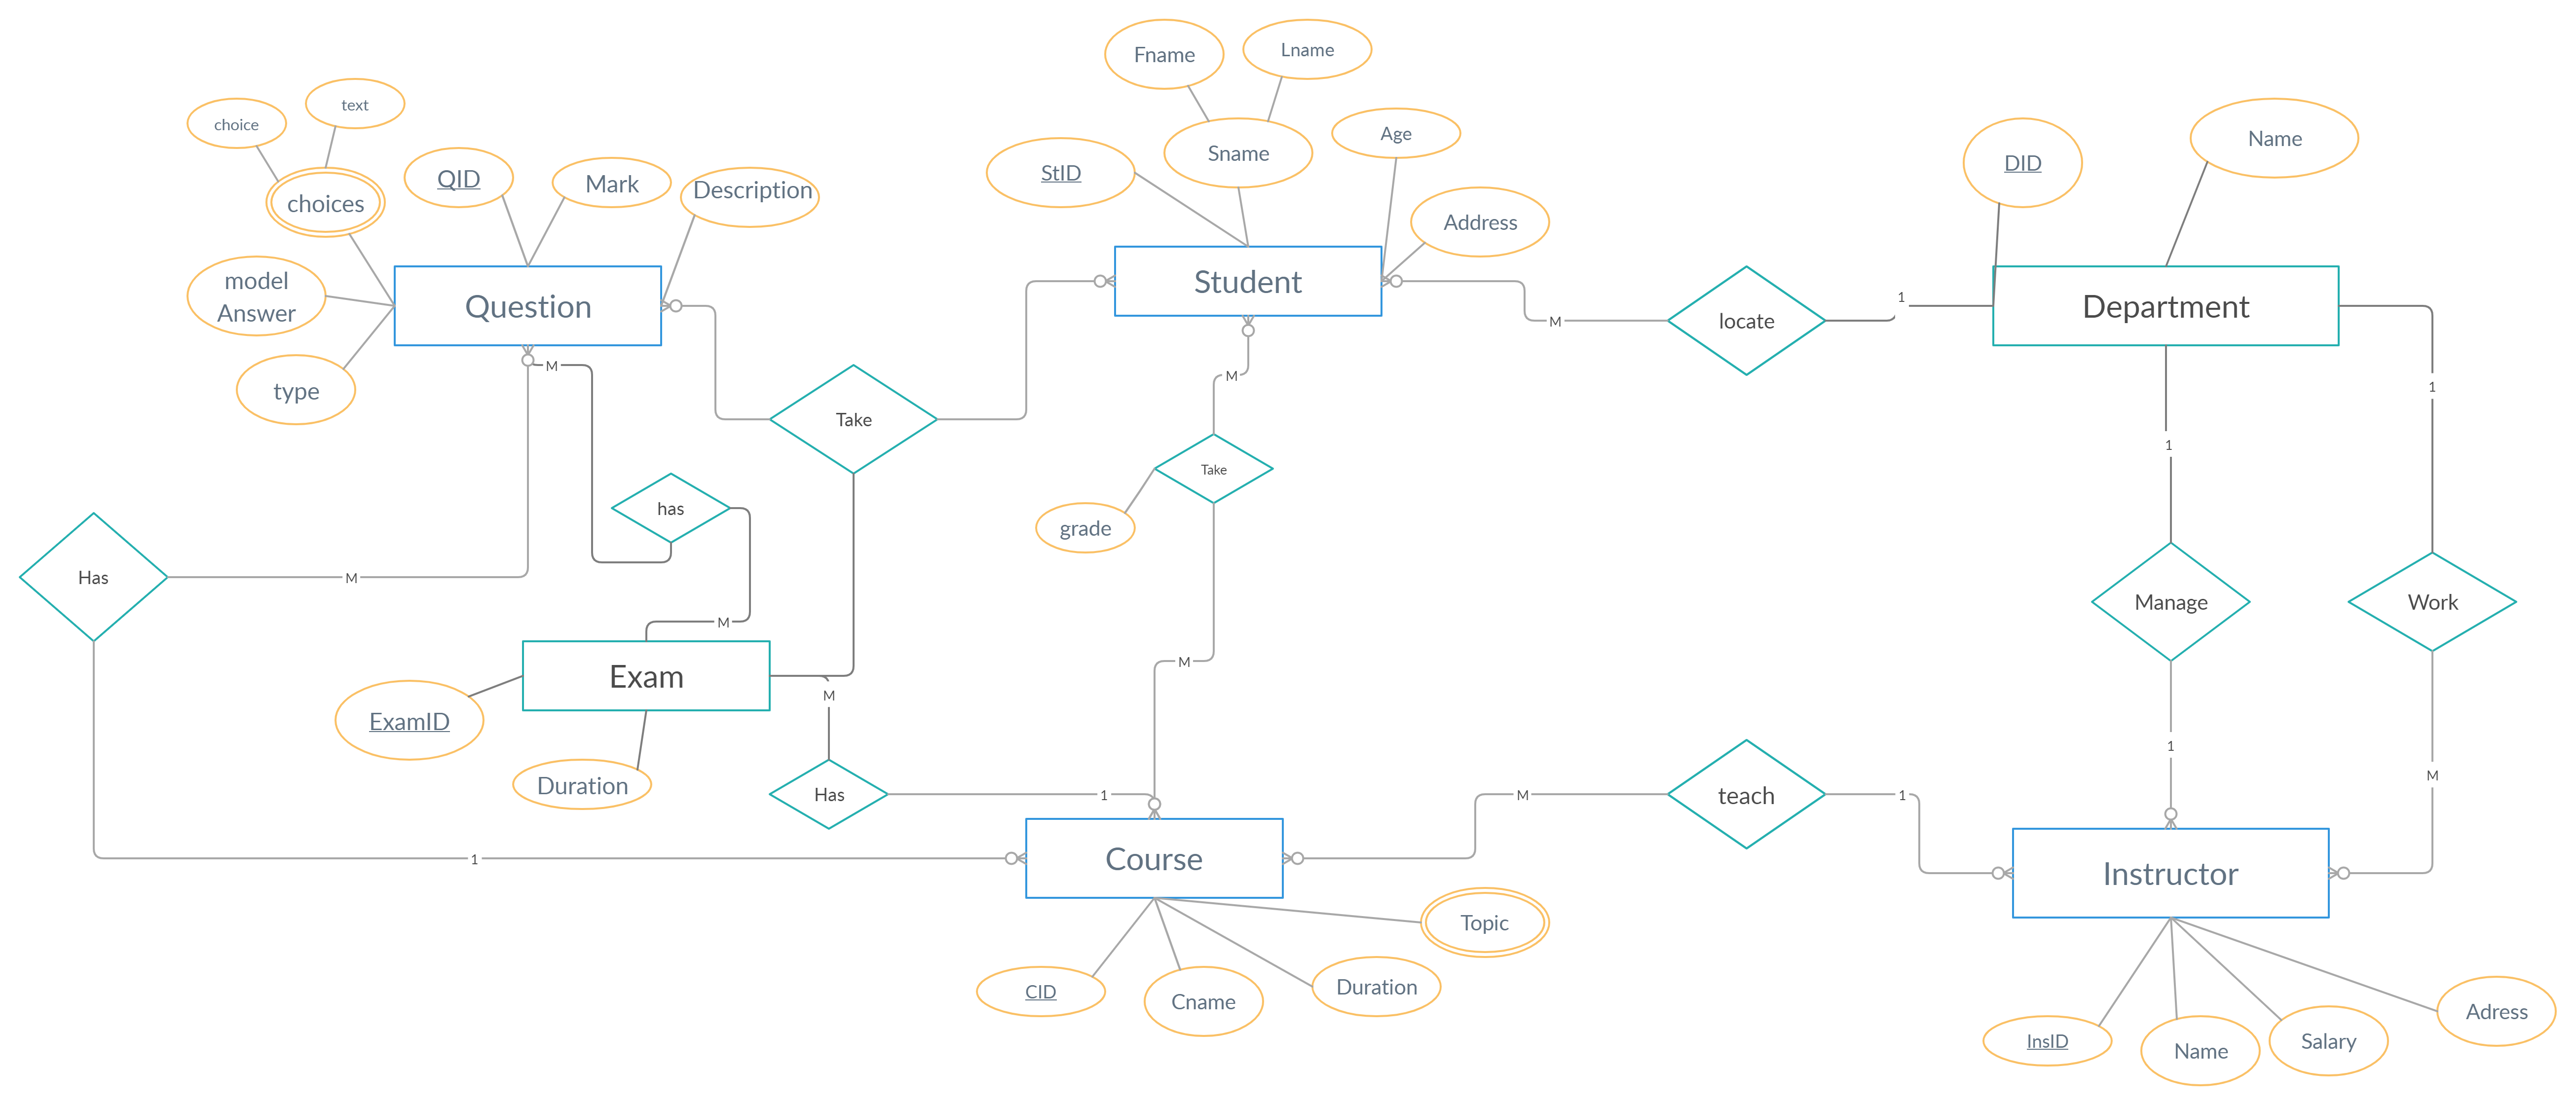 Fname
Lname
text
choice
Age
Name
Sname
DID
StID
QID
Mark
Description
choices
Address
model
Answer
Student
Question
Department
1
locate
M
M
M
1
type
Take
1
Take
has
grade
Has
M
Manage
Work
M
M
Exam
M
ExamID
1
M
Duration
Has
1
M
teach
1
Course
1
Instructor
Topic
CID
Cname
Duration
Adress
InsID
Name
Salary